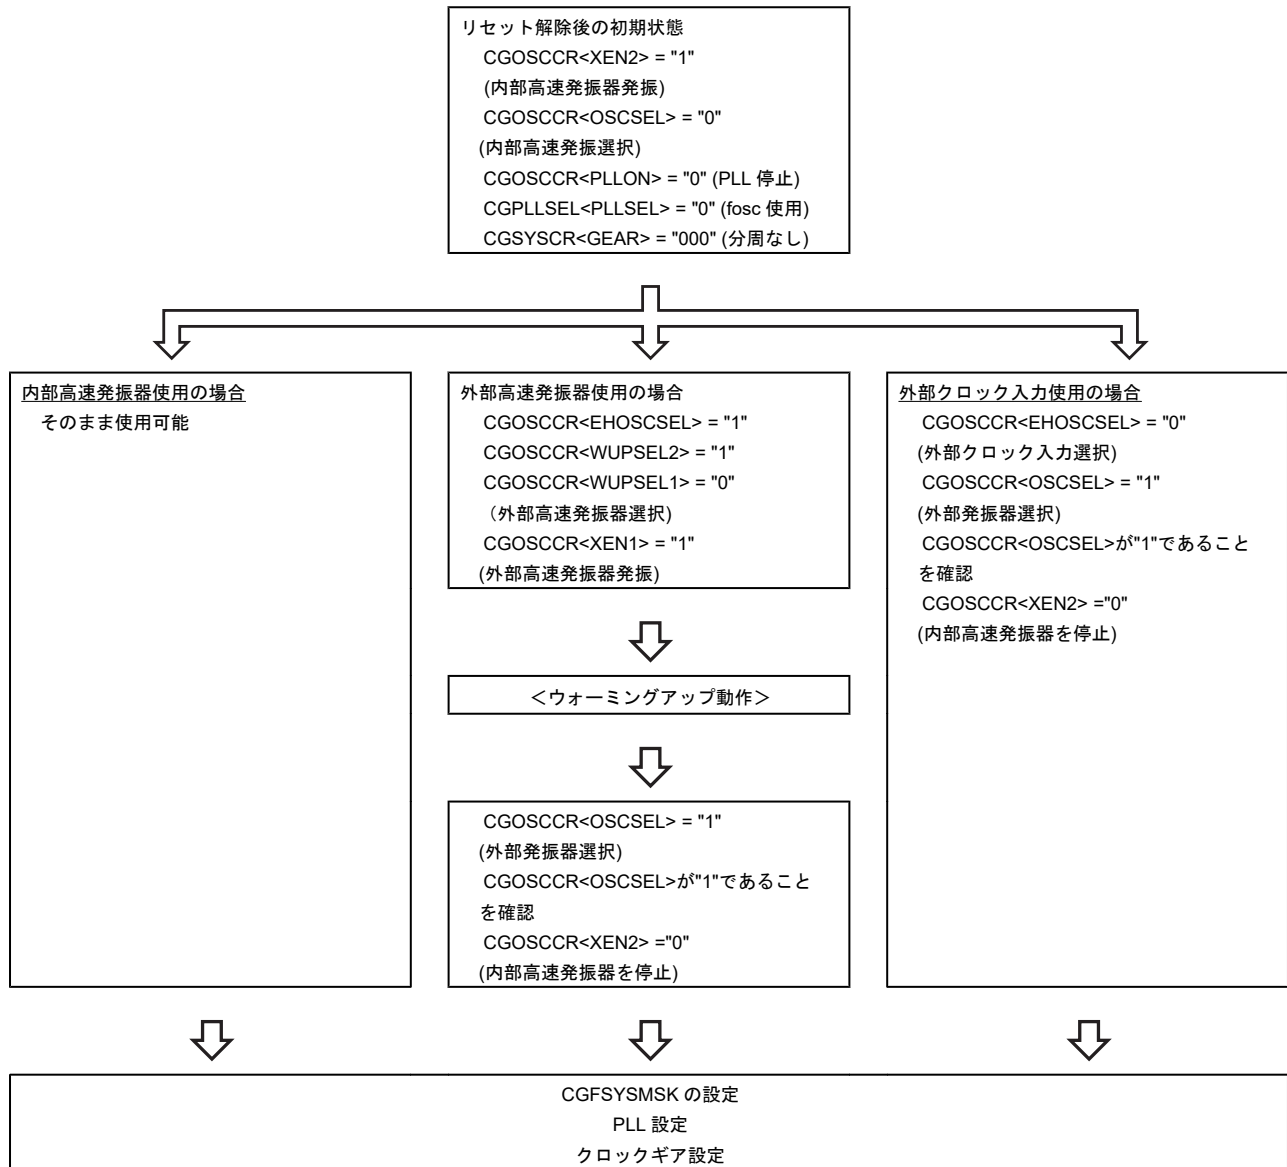 リセット解除後の初期状態
CGOSCCR<XEN2> = "1"
(内部高速発振器発振)
CGOSCCR<OSCSEL> = "0"
(内部高速発振選択)
CGOSCCR<PLLON> = "0" (PLL 停止)
CGPLLSEL<PLLSEL> = "0" (fosc 使用)
CGSYSCR<GEAR> = "000" (分周なし)
内部高速発振器使用の場合
そのまま使用可能
外部高速発振器使用の場合
CGOSCCR<EHOSCSEL> = "1"
CGOSCCR<WUPSEL2> = "1"
CGOSCCR<WUPSEL1> = "0"
（外部高速発振器選択)
CGOSCCR<XEN1> = "1"
(外部高速発振器発振)
＜ウォーミングアップ動作＞
CGOSCCR<OSCSEL> = "1"
(外部発振器選択)
CGOSCCR<OSCSEL>が"1"であること
を確認
CGOSCCR<XEN2> ="0"
(内部高速発振器を停止)
外部クロック入力使用の場合
CGOSCCR<EHOSCSEL> = "0"
(外部クロック入力選択)
CGOSCCR<OSCSEL> = "1"
(外部発振器選択)
CGOSCCR<OSCSEL>が"1"であること
を確認
CGOSCCR<XEN2> ="0"
(内部高速発振器を停止)
CGFSYSMSK の設定
PLL 設定
クロックギア設定